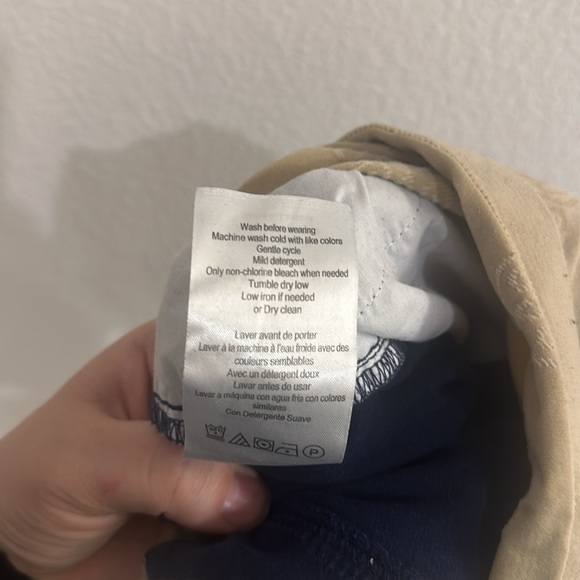 Wash before wearing
Machine wash cold with like colors
Gentle cycle
Mild detergent
Only non-chlorine bleach when needed
Tumble dry low
Low iron if needed
or Dry clean
Laver avant de porter
Laver à la machine à l'eau froide avec des
couleurs semblables
Avec un détergent doux
Lavar antes de usar
Lavar a máquina con agua fría con colores
similares
Con Detergente Suave
P